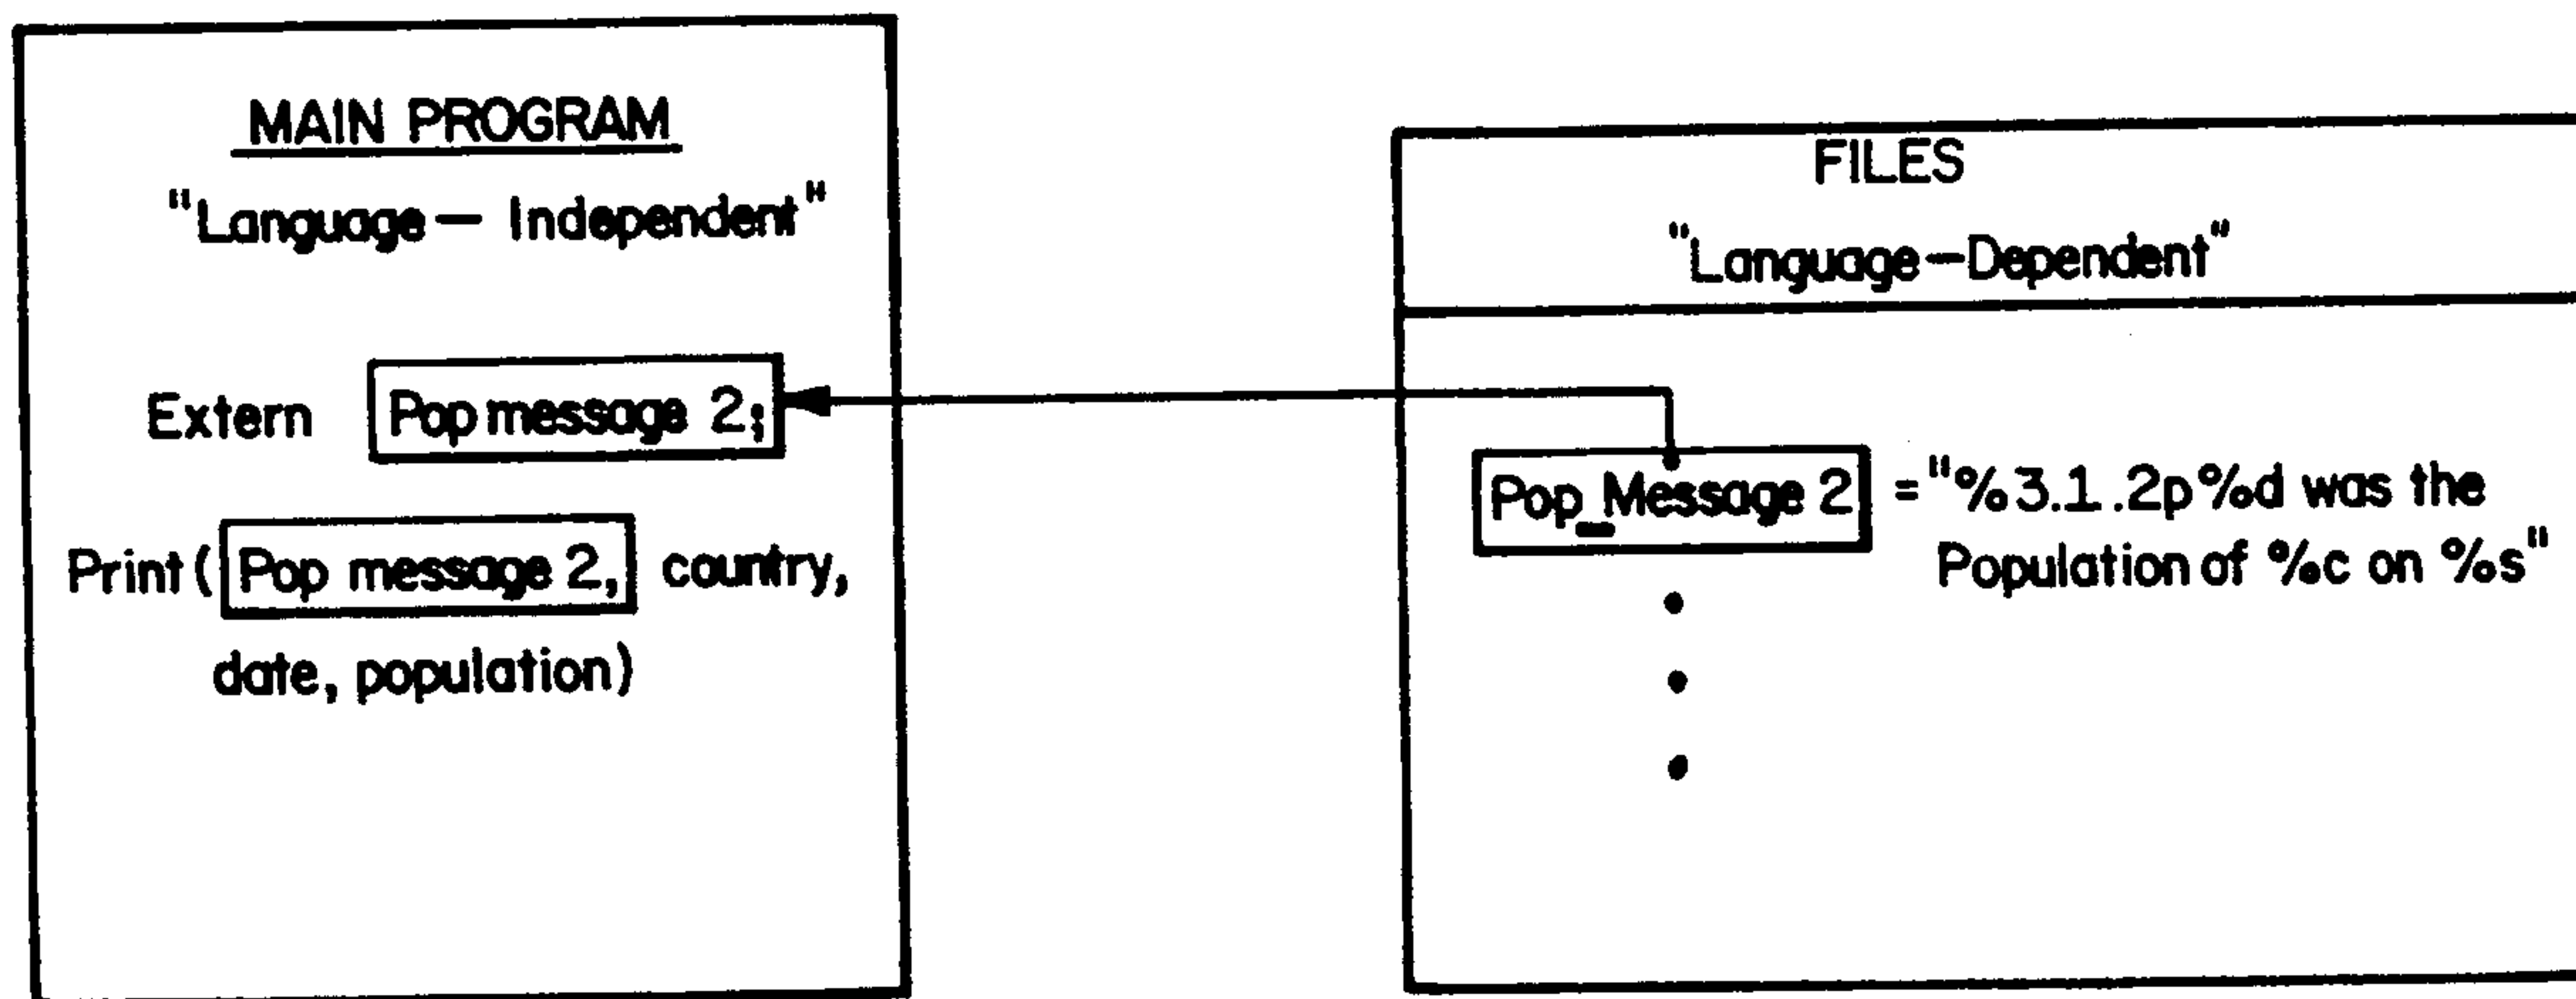 MAIN PROGRAM
"Language — Independent"
Extern Pop message 2;
Print( Pop message 2, country,
date, population)
FILES
"Language—Dependent"
Pop_Message 2 = "%3.1.2p%d was the
Population of %c on %s"